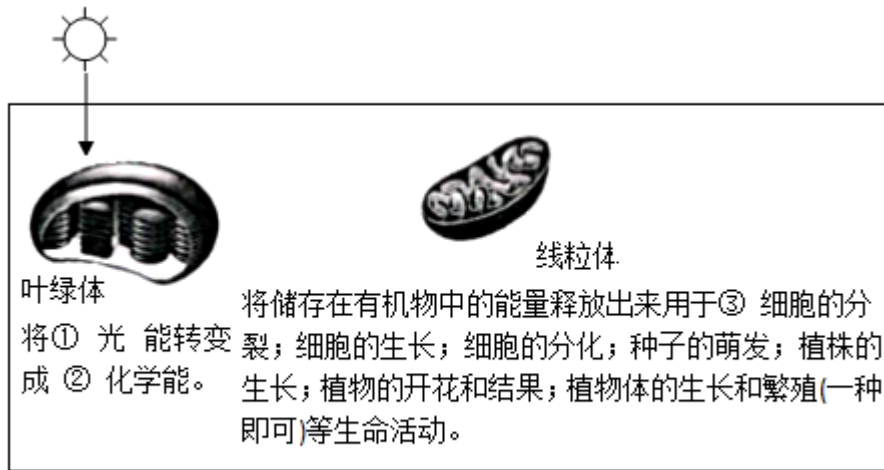 线粒体
叶绿体
将① 光 能转变
成 ② 化学能。
将储存在有机物中的能量释放出来用于③ 细胞的分
裂；细胞的生长；细胞的分化；种子的萌发；植株的
生长；植物的开花和结果；植物体的生长和繁殖(一种
即可)等生命活动。